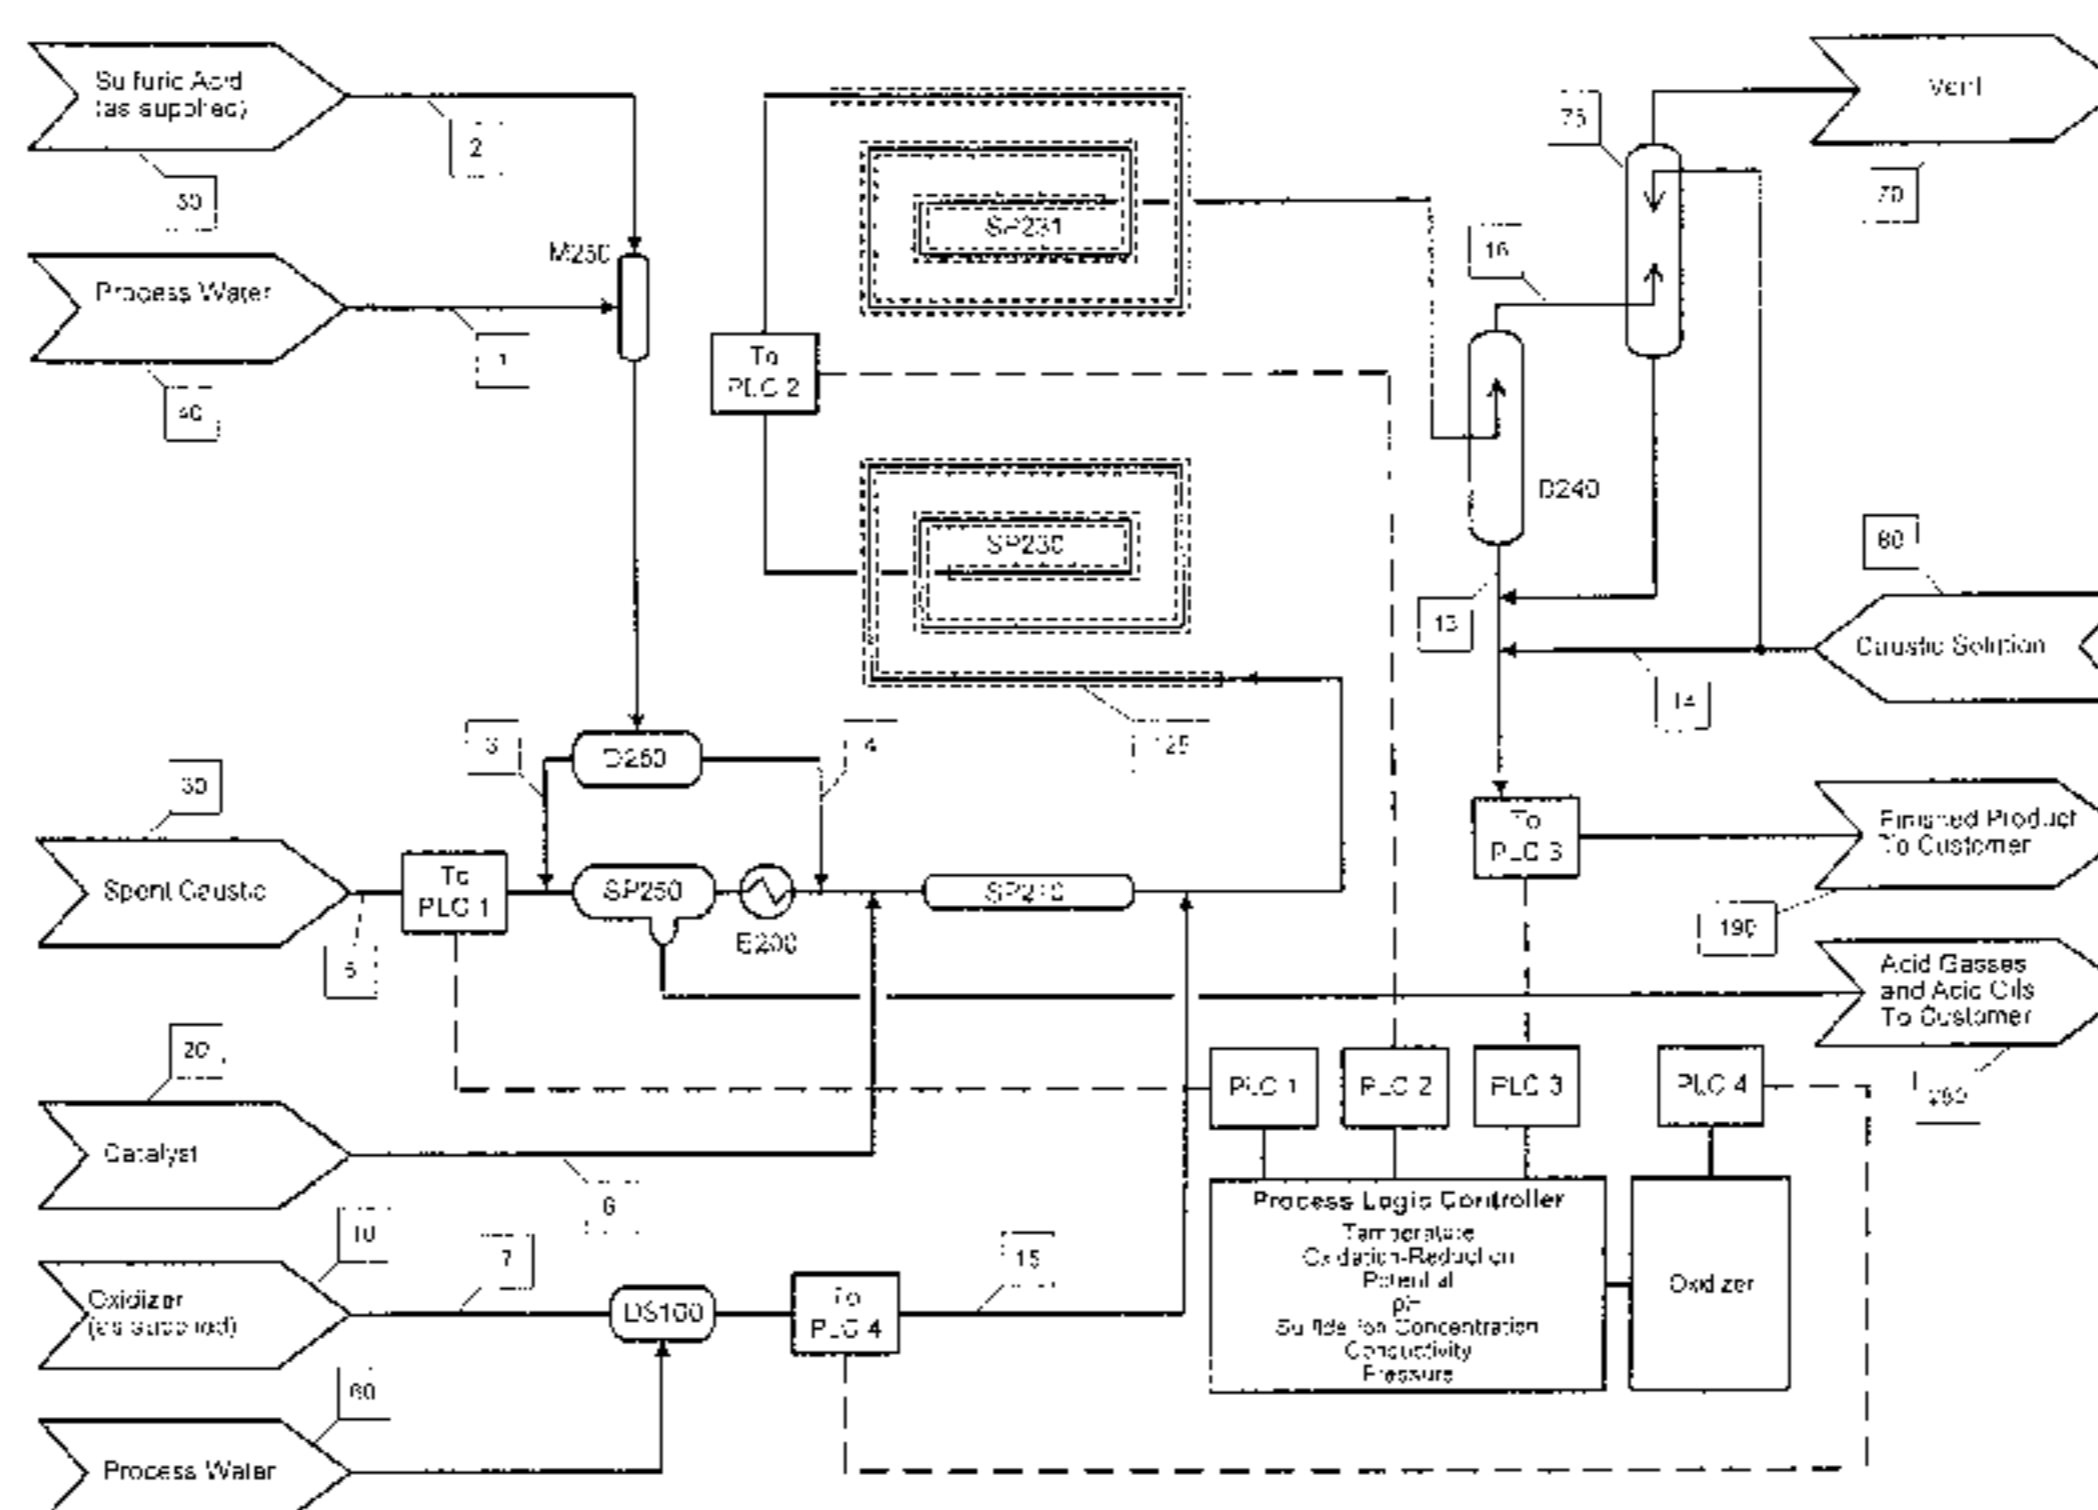 Sulfuric Acid
(as supplied)
2
Process Water
1
40
M250
SP231
To
PLC 2
SP230
125
75
Vent
70
16
D240
13
60
Caustic Solution
14
D250
3
4
30
Spent Caustic
5
To
PLC 1
SP250
E200
SP210
To
PLC 3
Finished Product
To Customer
190
Acid Gasses
and Acid Oils
To Customer
20
Catalyst
6
10
Oxidizer
(as supplied)
7
DS100
To
PLC 4
15
Process Water
PLC 1
PLC 2
PLC 3
PLC 4
Process Logic Controller
Temperature
Oxidation-Reduction
Potential
pH
Sulfide Ion Concentration
Conductivity
Pressure
Oxidizer